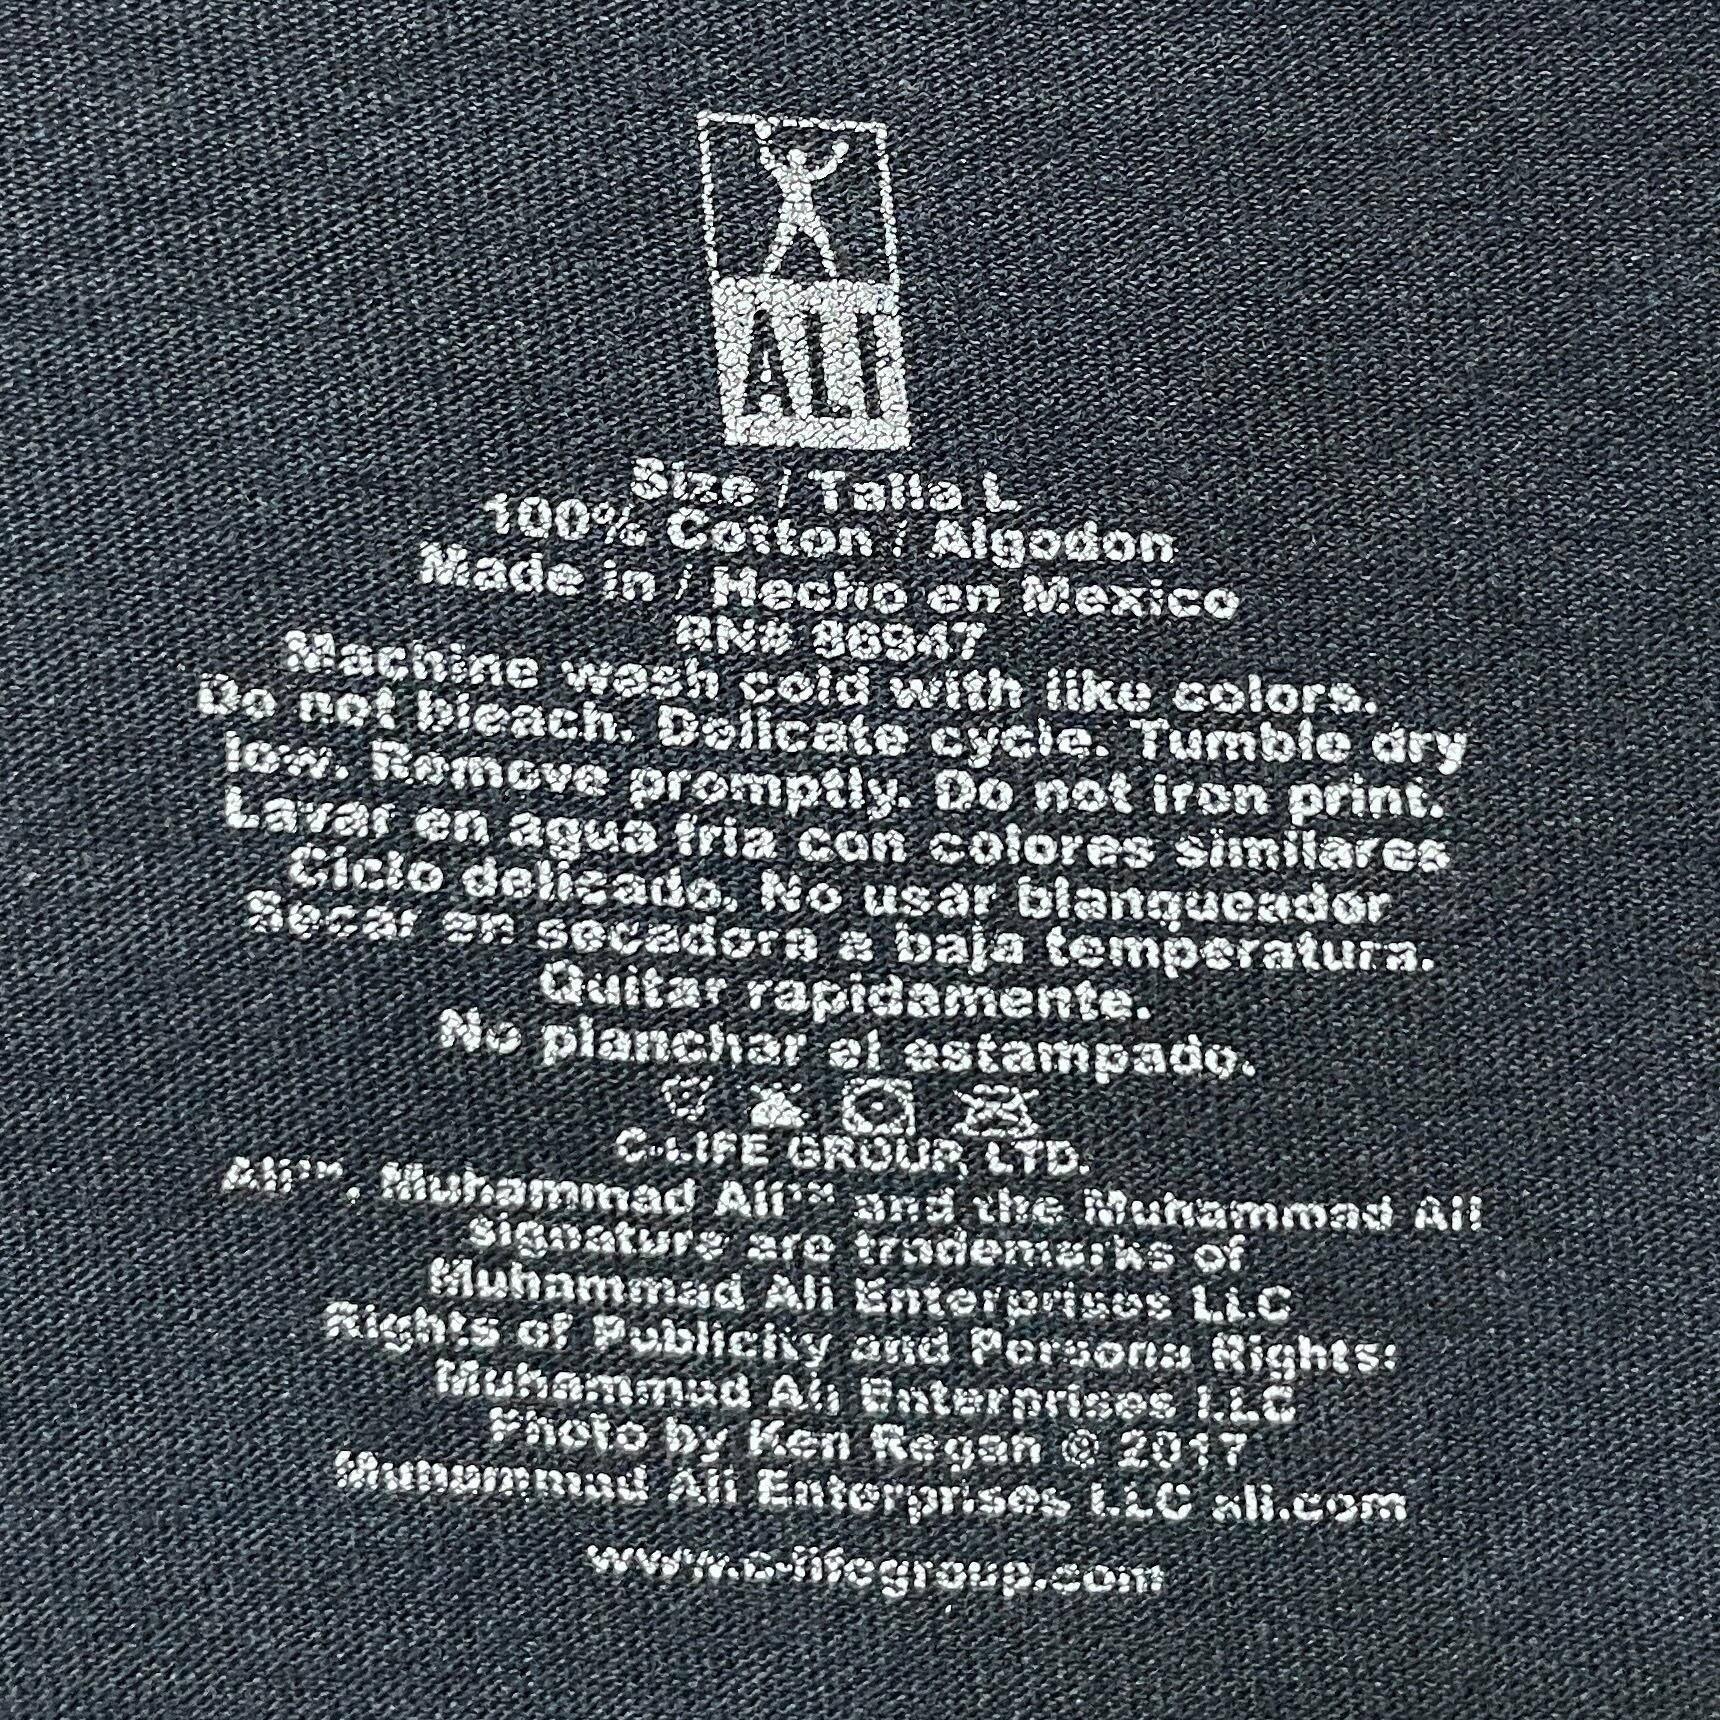 ALI
Size / Talla L
100% Cotton / Algodon
Made in / Hecho en Mexico
RN# 96947
Machine wash cold with like colors.
Do not bleach. Delicate cycle. Tumble dry
low. Remove promptly. Do not iron print.
Lavar en agua fria con colores similares
Ciclo delicado. No usar blanqueador
Secar en secadora a baja temperatura.
Quitar rapidamente.
No planchar el estampado.
C-LIFE GROUP, LTD.
Ali™, Muhammad Ali™ and the Muhammad Ali
signature are trademarks of
Muhammad Ali Enterprises LLC
Rights of Publicity and Persona Rights:
Muhammad Ali Enterprises LLC
Photo by Ken Regan © 2017
Muhammad Ali Enterprises LLC ali.com
www.c-lifegroup.com